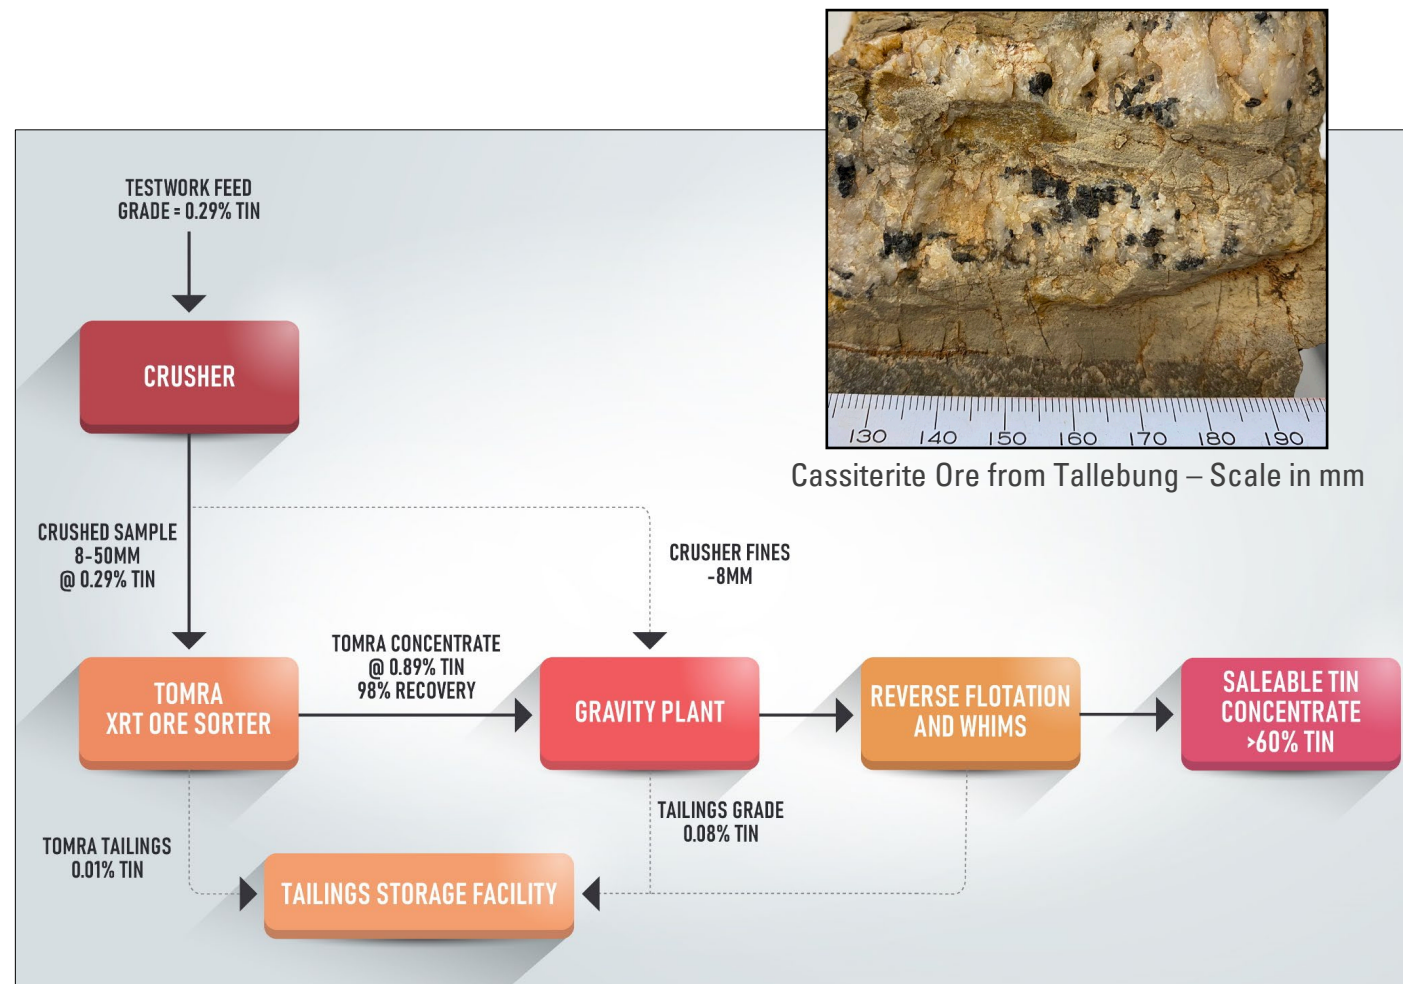 TESTWORK FEED
GRADE = 0.29% TIN
CRUSHER
130 140 150 160 170 180 190
Cassiterite Ore from Tallebung – Scale in mm
CRUSHED SAMPLE
8-50MM
@ 0.29% TIN
CRUSHER FINES
-8MM
TOMRA
XRT ORE SORTER
TOMRA CONCENTRATE
@ 0.89% TIN
98% RECOVERY
GRAVITY PLANT
REVERSE FLOTATION
AND WHIMS
SALEABLE TIN
CONCENTRATE
>60% TIN
TOMRA TAILINGS
0.01% TIN
TAILINGS GRADE
0.08% TIN
TAILINGS STORAGE FACILITY